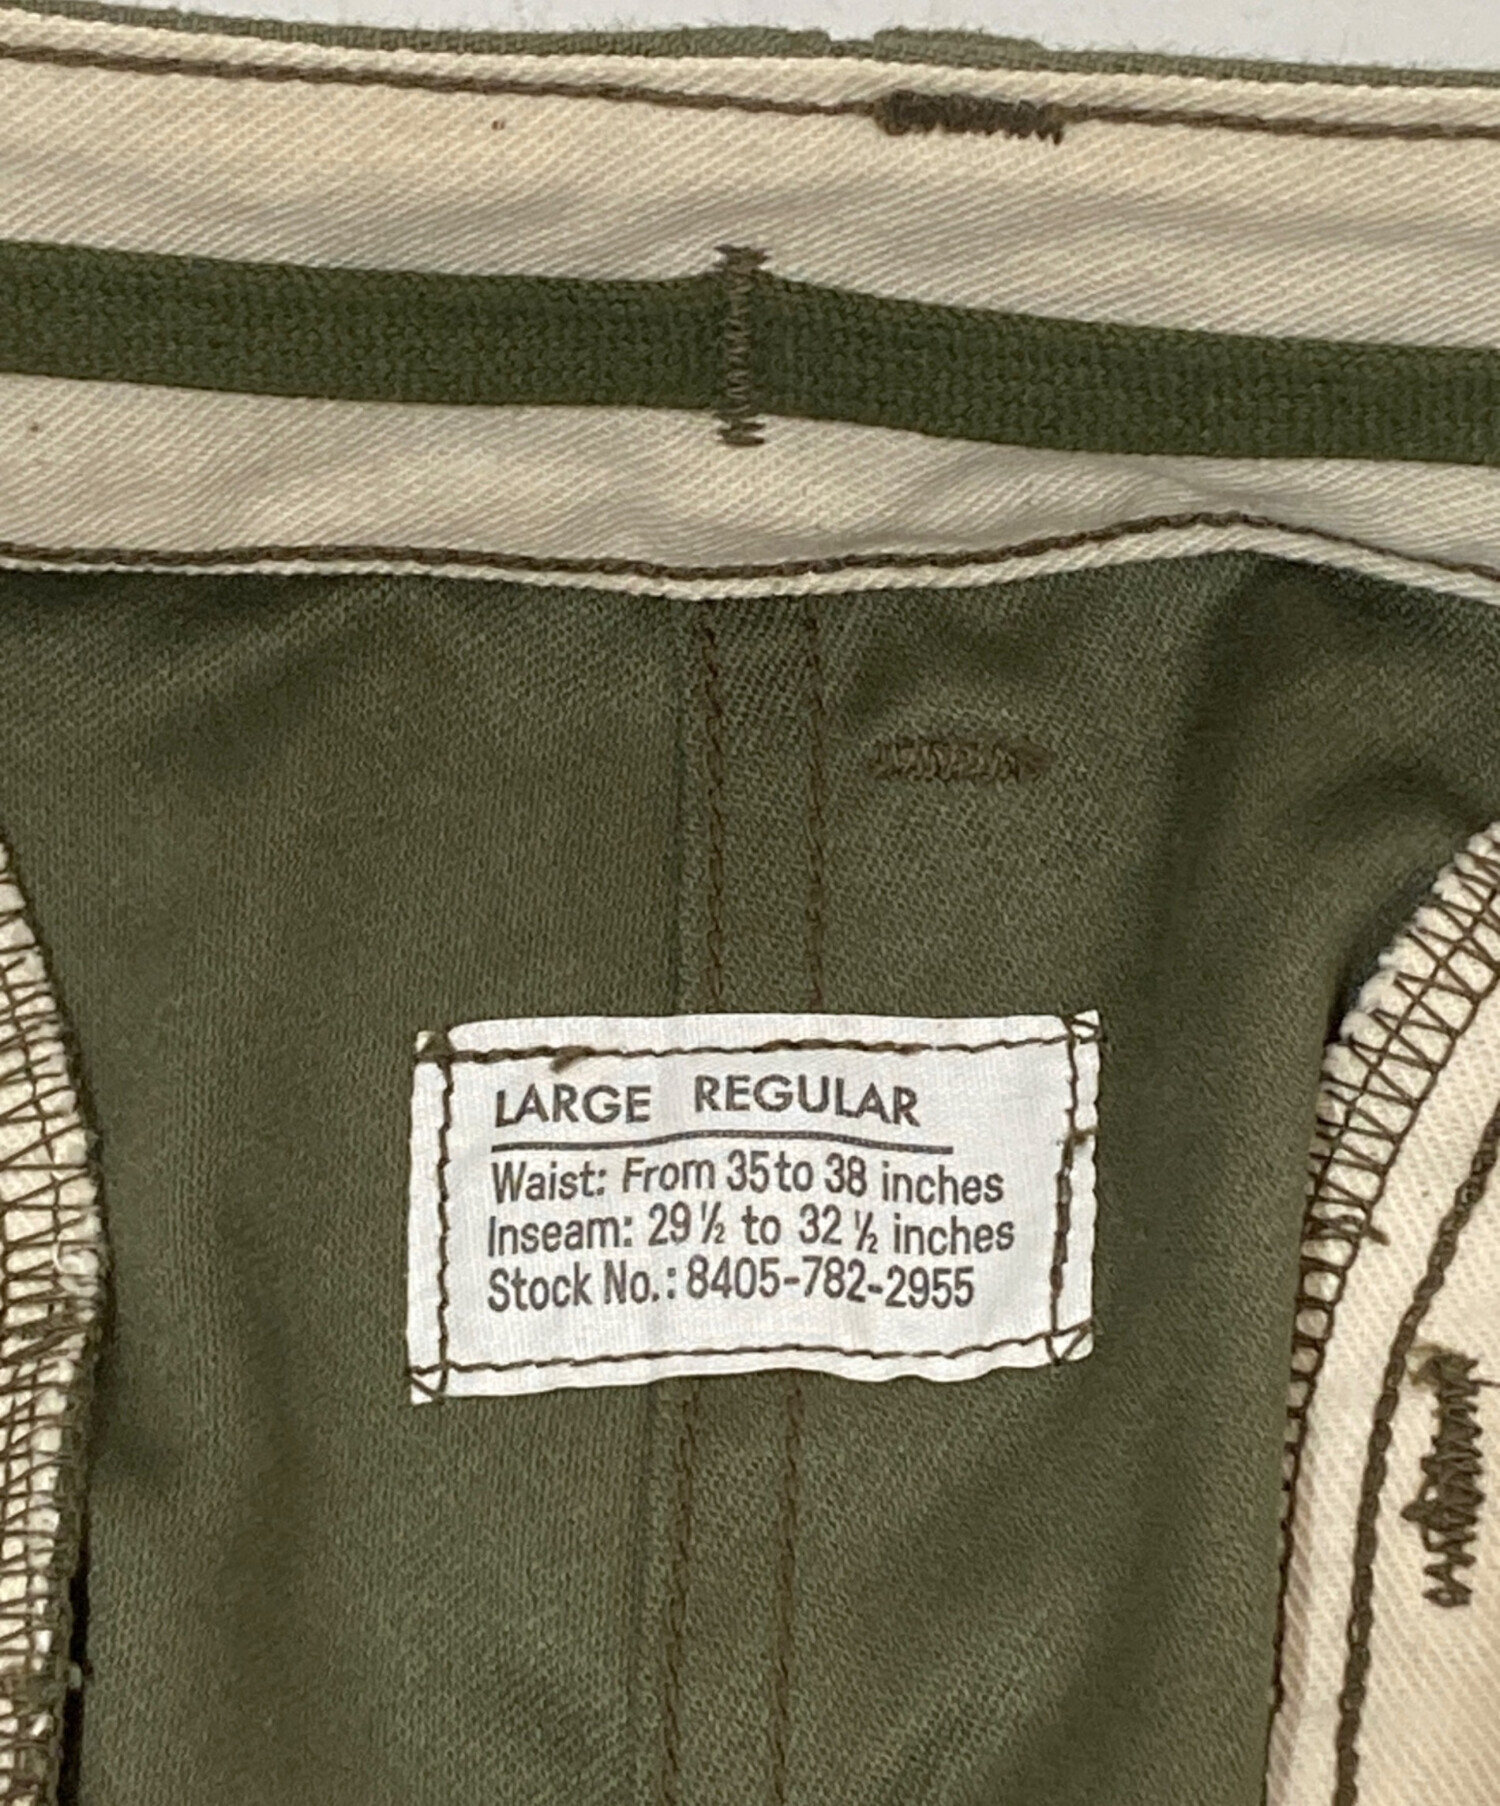 LARGE REGULAR
Waist: From 35 to 38 inches
Inseam: 29 ½ to 32 ½ inches
Stock No.: 8405-782-2955